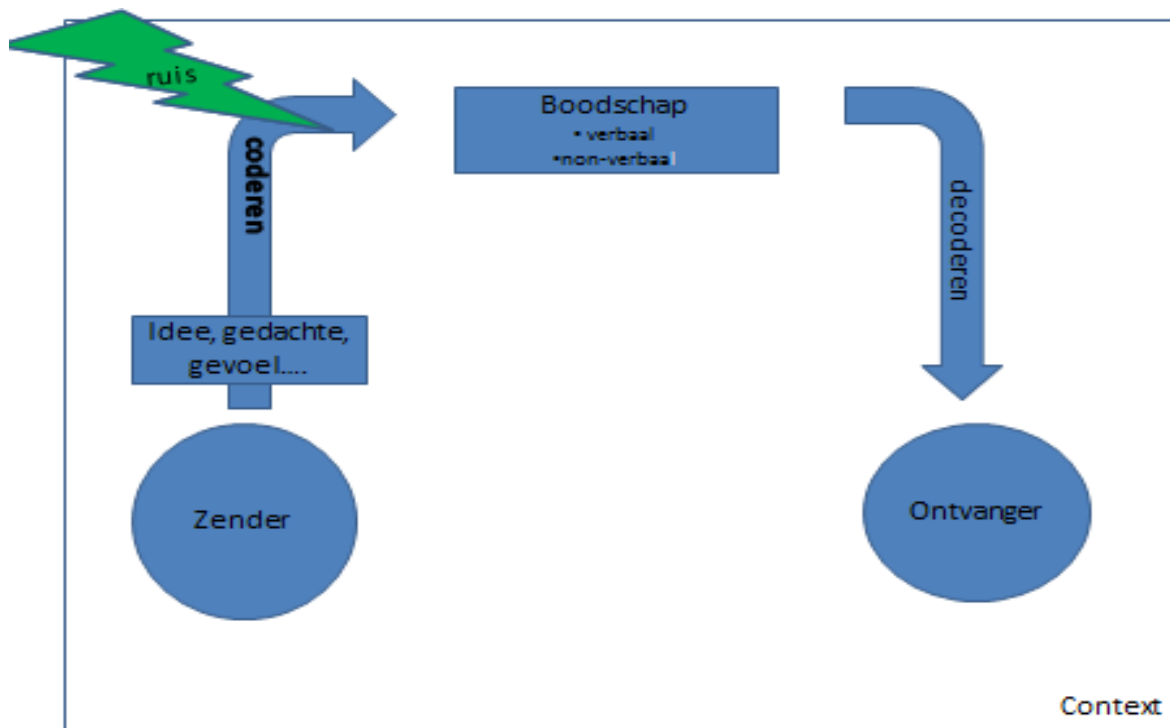 ruis
Boodschap
• verbaal
•non-verbaal
coderen
decoderen
Idee, gedachte,
gevoel....
Zender
Ontvanger
Context